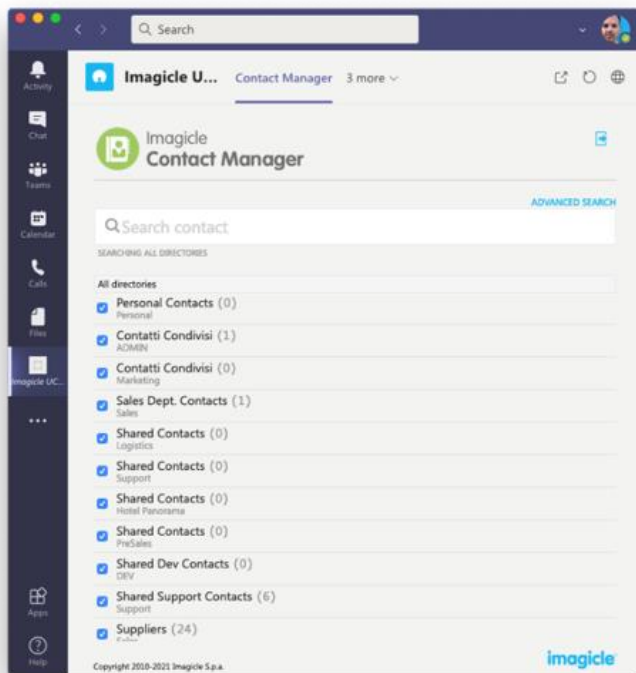 Search
Activity
Chat
Teams
Calendar
Calls
Files
Imagicle UC...
Apps
Help
Imagicle U...
Contact Manager
3 more
Imagicle
Contact Manager
ADVANCED SEARCH
Search contact
SEARCHING ALL DIRECTORIES
All directories
Personal Contacts (0)
Personal
Contatti Condivisi (1)
ADMIN
Contatti Condivisi (0)
Marketing
Sales Dept. Contacts (1)
Sales
Shared Contacts (0)
Logistics
Shared Contacts (0)
Support
Shared Contacts (0)
Hotel Panorama
Shared Contacts (0)
PreSales
Shared Dev Contacts (0)
DEV
Shared Support Contacts (6)
Support
Suppliers (24)
Copyright 2010-2021 Imagicle S.p.a.
imagicle